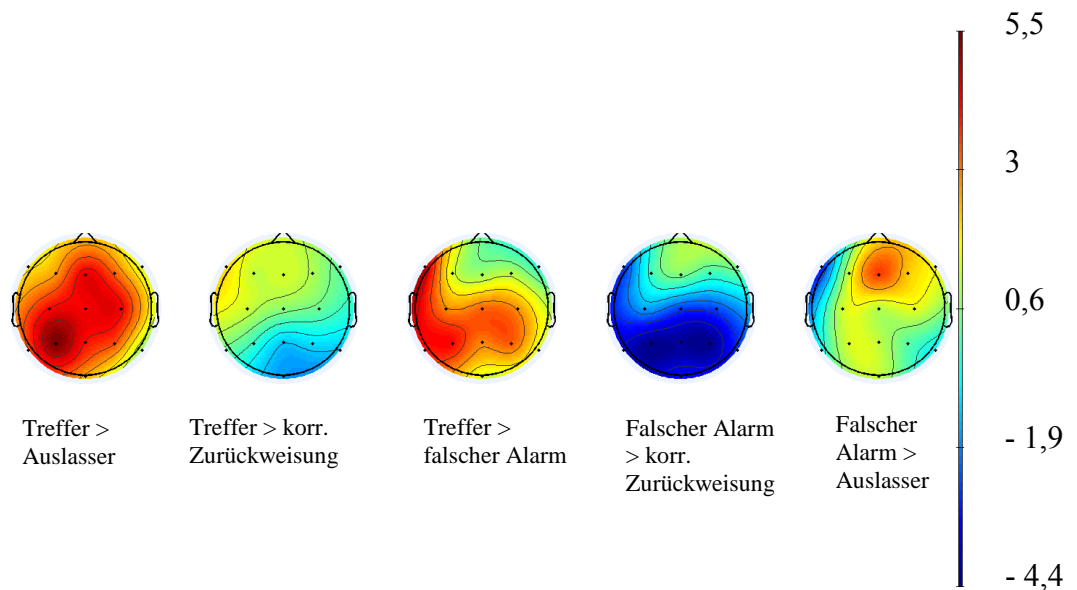 5,5
3
0,6
- 1,9
- 4,4
Treffer >
Auslasser
Treffer > korr.
Zurückweisung
Treffer >
falscher Alarm
Falscher Alarm
> korr.
Zurückweisung
Falscher
Alarm >
Auslasser